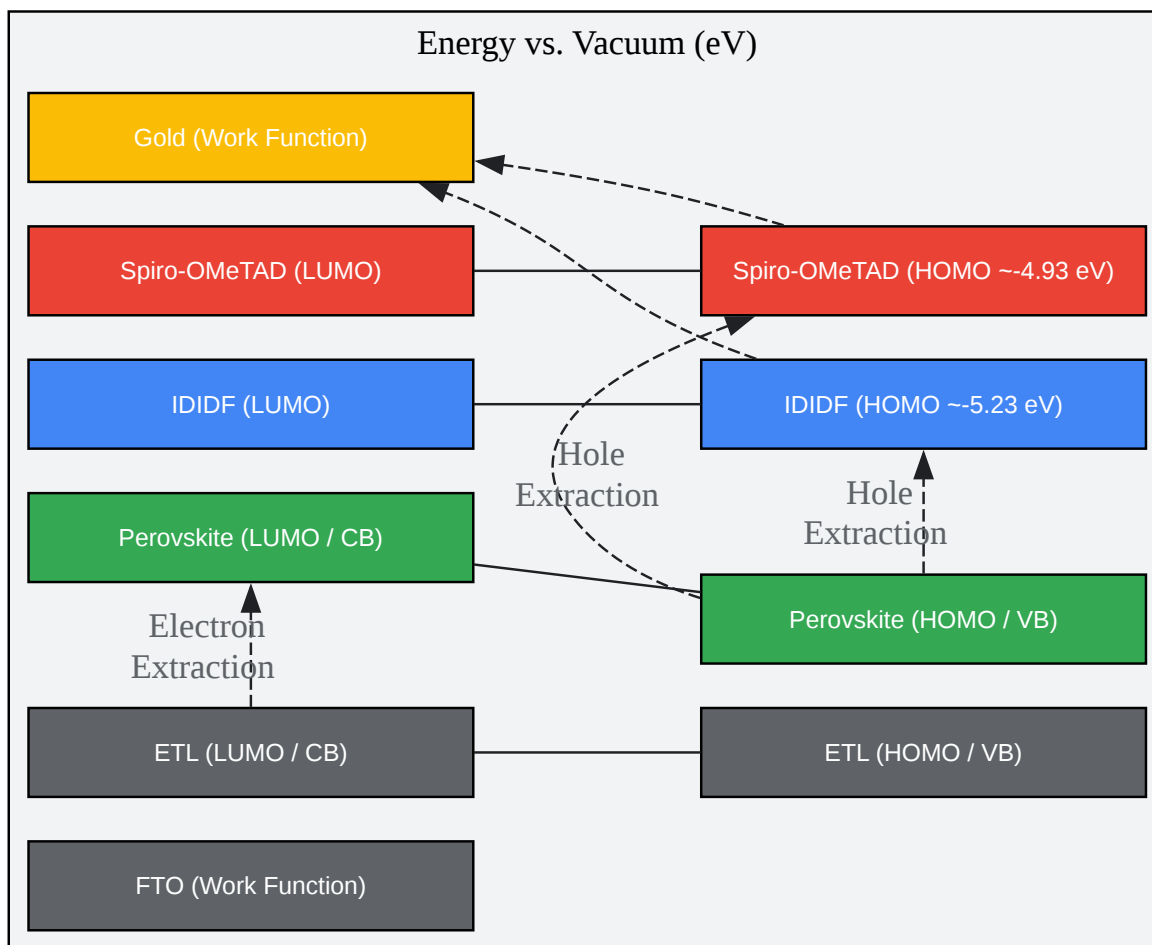 Energy vs. Vacuum (eV)
Gold (Work Function)
Spiro-OMeTAD (LUMO)
Spiro-OMeTAD (HOMO ~-4.93 eV)
IDIDF (LUMO)
IDIDF (HOMO ~-5.23 eV)
Hole
Extraction
Hole
Extraction
Perovskite (LUMO / CB)
Perovskite (HOMO / VB)
Electron
Extraction
ETL (LUMO / CB)
ETL (HOMO / VB)
FTO (Work Function)